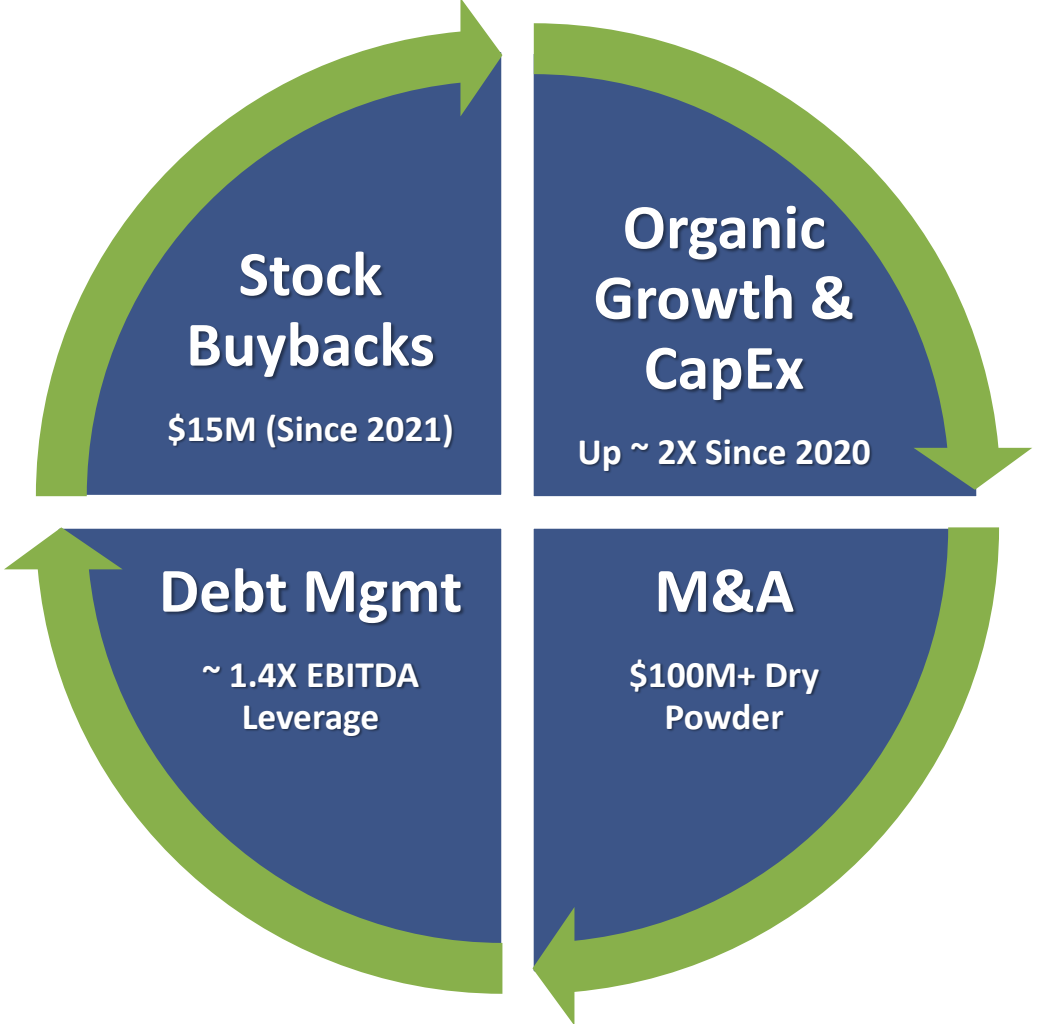 Stock
Buybacks
$15M (Since 2021)
Organic
Growth &
CapEx
Up ~ 2X Since 2020
Debt Mgmt
~ 1.4X EBITDA
Leverage
M&A
$100M+ Dry
Powder